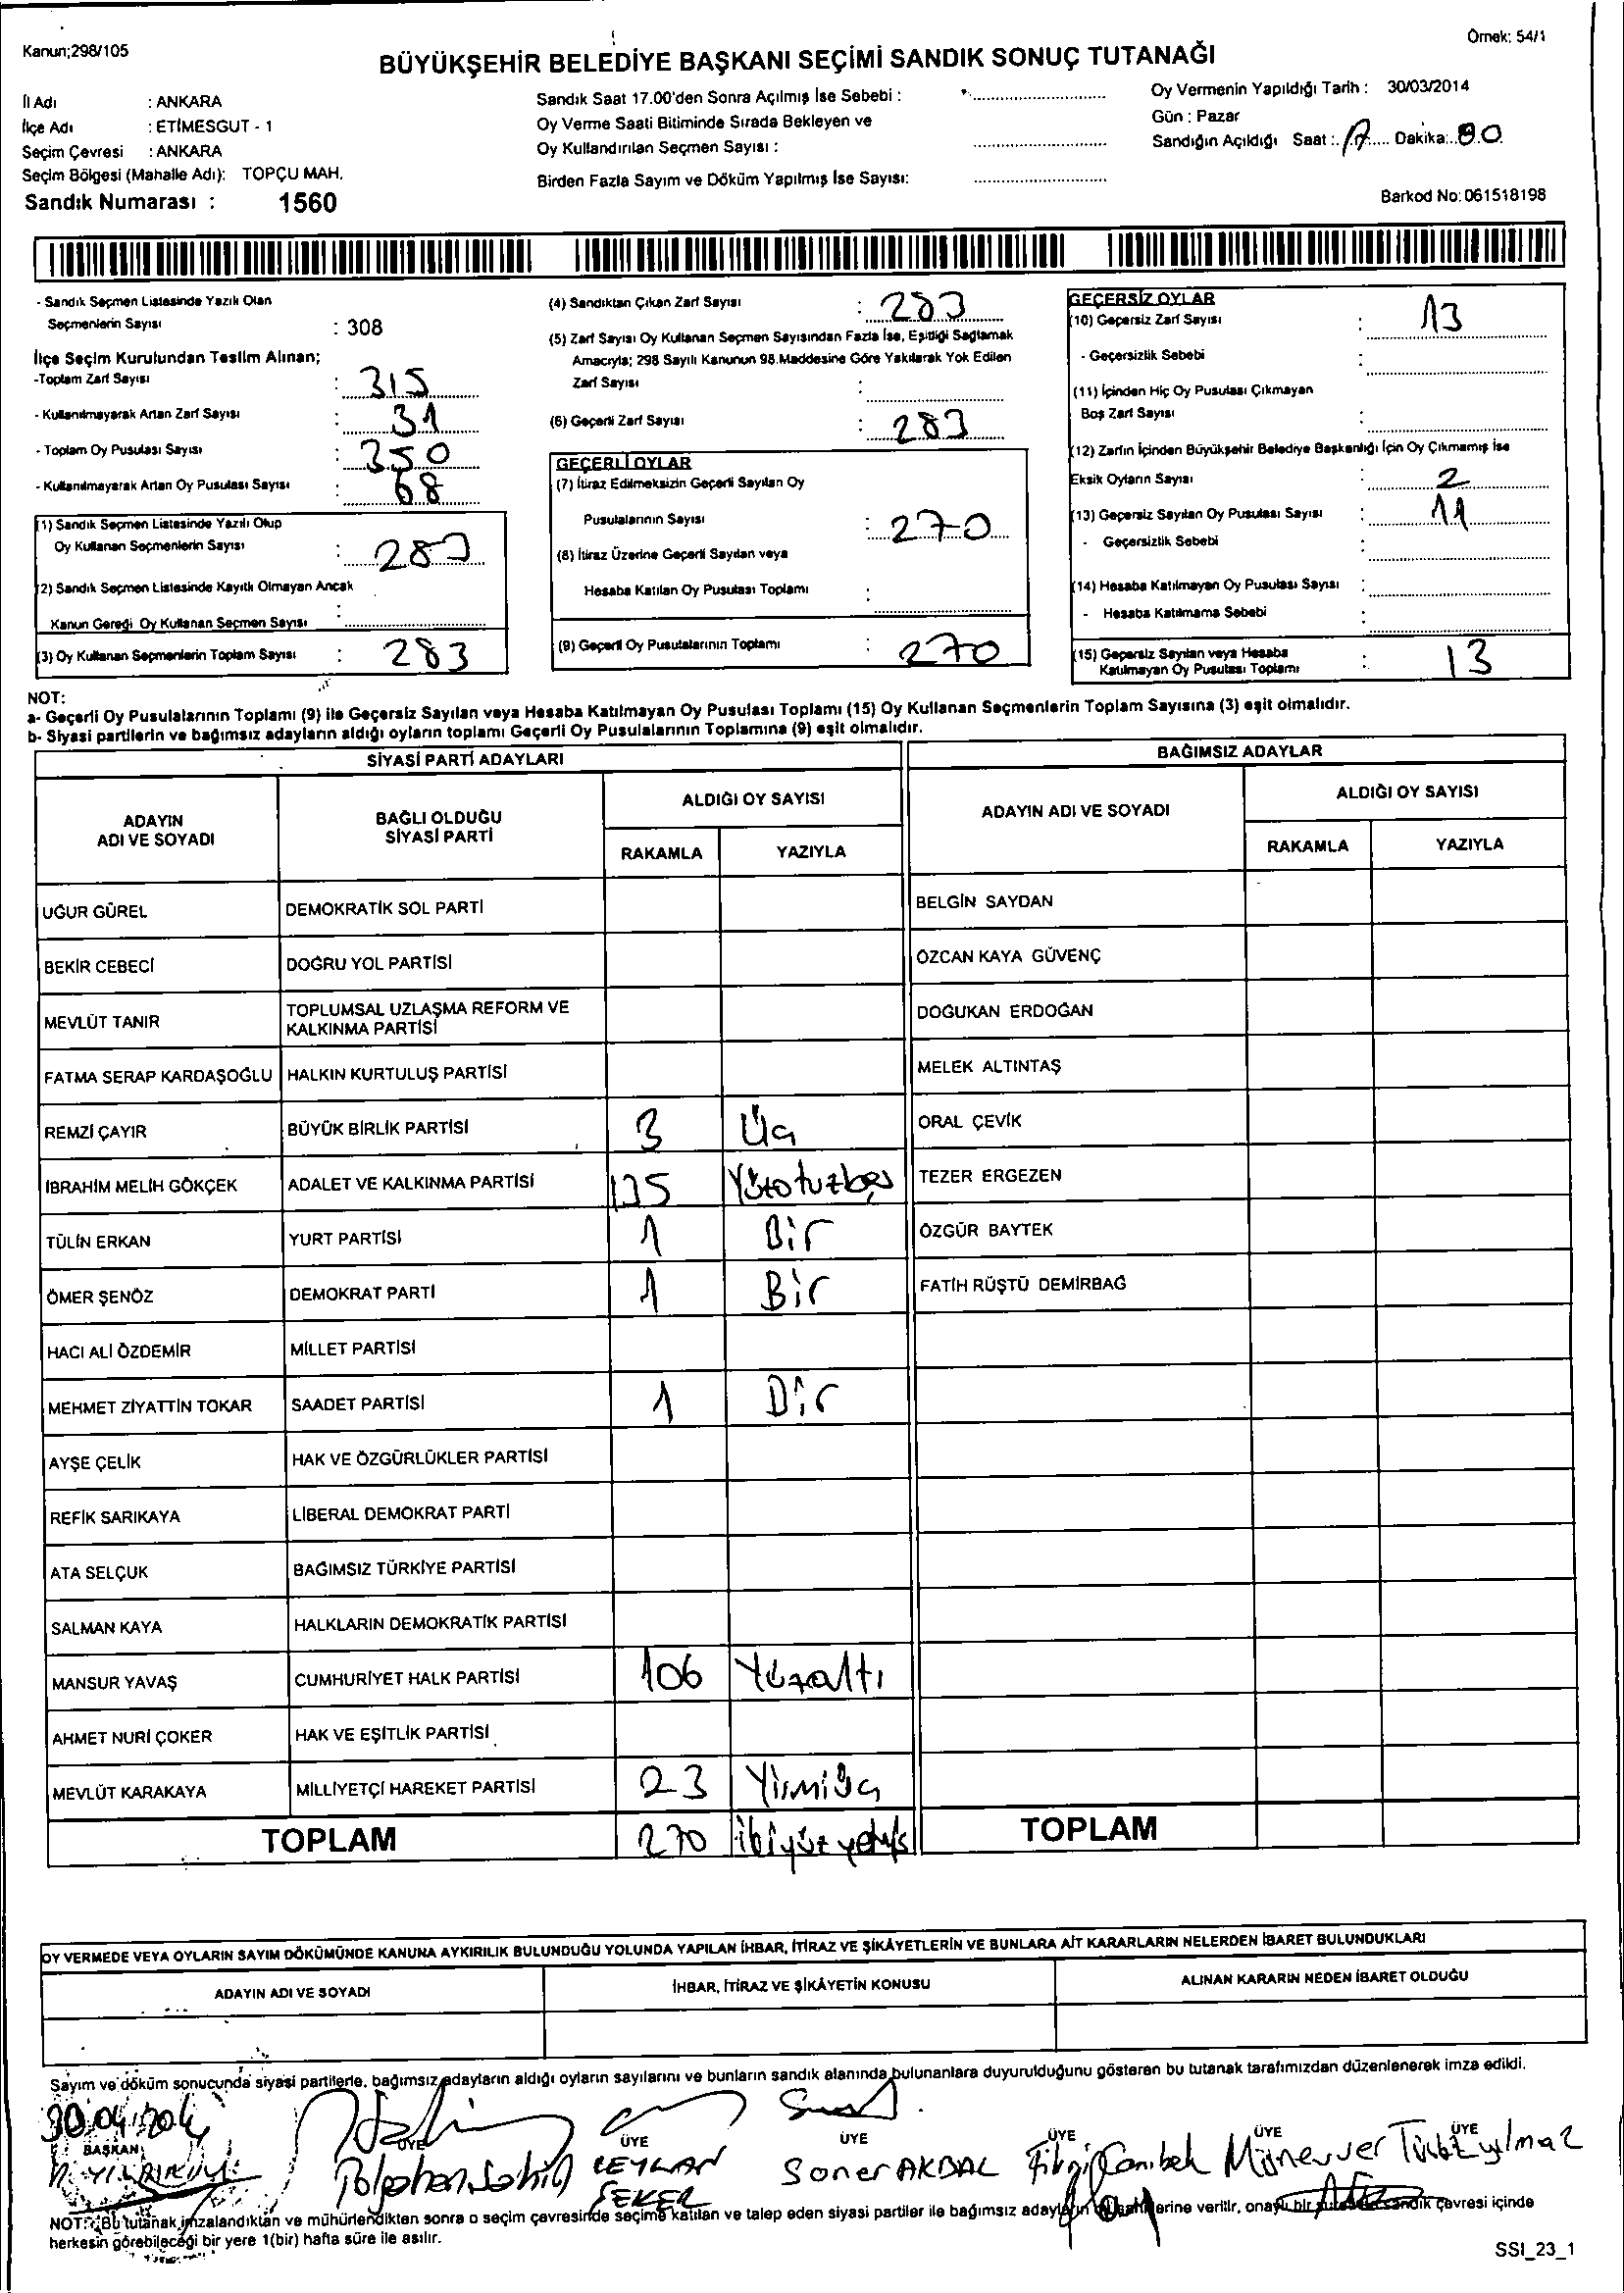 Kanun;298/105
Örnek: 54/1
BÜYÜKŞEHİR BELEDİYE BAŞKANI SEÇİMİ SANDIK SONUÇ TUTANAĞI
İl Adı : ANKARA
İlçe Adı : ETİMESGUT - 1
Seçim Çevresi : ANKARA
Seçim Bölgesi (Mahalle Adı): TOPÇU MAH.
Sandık Numarası : 1560
Sandık Saat 17.00'den Sonra Açılmış İse Sebebi :
Oy Verme Saati Bitiminde Sırada Bekleyen ve
Oy Kullandırılan Seçmen Sayısı :
Birden Fazla Sayım ve Döküm Yapılmış İse Sayısı:
Oy Vermenin Yapıldığı Tarih : 30/03/2014
Gün : Pazar
Sandığın Açıldığı Saat : 17 Dakika:
Barkod No: 061518198
- Sandık Seçmen Listesinde Yazılı Olan
Seçmenlerin Sayısı : 308
İlçe Seçim Kurulundan Teslim Alınan;
-Toplam Zarf Sayısı : 315
- Kullanılmayarak Artan Zarf Sayısı : 31
- Toplam Oy Pusulası Sayısı : 350
- Kullanılmayarak Artan Oy Pusulası Sayısı : 68
(1) Sandık Seçmen Listesinde Yazılı Olup
Oy Kullanan Seçmenlerin Sayısı : 283
(2) Sandık Seçmen Listesinde Kayıtlı Olmayan Ancak
Kanun Gereği Oy Kullanan Seçmen Sayısı :
(3) Oy Kullanan Seçmenlerin Toplam Sayısı : 283
(4) Sandıktan Çıkan Zarf Sayısı : 283
(5) Zarf Sayısı Oy Kullanan Seçmen Sayısından Fazla İse, Eşitliği Sağlamak
Amacıyla; 298 Sayılı Kanunun 98.Maddesine Göre Yakılarak Yok Edilen
Zarf Sayısı :
(6) Geçerli Zarf Sayısı : 283
GEÇERLİ OYLAR
(7) İtiraz Edilmeksizin Geçerli Sayılan Oy
Pusulalarının Sayısı : 270
(8) İtiraz Üzerine Geçerli Sayılan veya
Hesaba Katılan Oy Pusulası Toplamı :
(9) Geçerli Oy Pusulalarının Toplamı : 270
GEÇERSİZ OYLAR
(10) Geçersiz Zarf Sayısı : 13
- Geçersizlik Sebebi :
(11) İçinden Hiç Oy Pusulası Çıkmayan
Boş Zarf Sayısı :
(12) Zarfın İçinden Büyükşehir Belediye Başkanlığı İçin Oy Çıkmamış İse
Eksik Oyların Sayısı : 2
(13) Geçersiz Sayılan Oy Pusulası Sayısı : 11
- Geçersizlik Sebebi :
(14) Hesaba Katılmayan Oy Pusulası Sayısı :
- Hesaba Katılmama Sebebi :
(15) Geçersiz Sayılan veya Hesaba
Katılmayan Oy Pusulası Toplamı : 13
NOT:
a- Geçerli Oy Pusulalarının Toplamı (9) ile Geçersiz Sayılan veya Hesaba Katılmayan Oy Pusulası Toplamı (15) Oy Kullanan Seçmenlerin Toplam Sayısına (3) eşit olmalıdır.
b- Siyasi partilerin ve bağımsız adayların aldığı oyların toplamı Geçerli Oy Pusulalarının Toplamına (9) eşit olmalıdır.
SİYASİ PARTİ ADAYLARI
ADAYIN ADI VE SOYADI
BAĞLI OLDUĞU SİYASİ PARTİ
ALDIĞI OY SAYISI
RAKAMLA YAZIYLA
UĞUR GÜREL DEMOKRATİK SOL PARTİ
BEKİR CEBECİ DOĞRU YOL PARTİSİ
MEVLÜT TANIR TOPLUMSAL UZLAŞMA REFORM VE KALKINMA PARTİSİ
FATMA SERAP KARDAŞOĞLU HALKIN KURTULUŞ PARTİSİ
REMZİ ÇAYIR BÜYÜK BİRLİK PARTİSİ 3 Üç
İBRAHİM MELİH GÖKÇEK ADALET VE KALKINMA PARTİSİ 135 Yüzotuzbeş
TÜLİN ERKAN YURT PARTİSİ 1 Bir
ÖMER ŞENÖZ DEMOKRAT PARTİ 1 Bir
HACI ALİ ÖZDEMİR MİLLET PARTİSİ
MEHMET ZİYATTİN TOKAR SAADET PARTİSİ 1 Bir
AYŞE ÇELİK HAK VE ÖZGÜRLÜKLER PARTİSİ
REFİK SARIKAYA LİBERAL DEMOKRAT PARTİ
ATA SELÇUK BAĞIMSIZ TÜRKİYE PARTİSİ
SALMAN KAYA HALKLARIN DEMOKRATİK PARTİSİ
MANSUR YAVAŞ CUMHURİYET HALK PARTİSİ 106 Yüzaltı
AHMET NURİ ÇOKER HAK VE EŞİTLİK PARTİSİ
MEVLÜT KARAKAYA MİLLİYETÇİ HAREKET PARTİSİ 23 Yirmiüç
TOPLAM 270 ikiyüzyetmiş
BAĞIMSIZ ADAYLAR
ADAYIN ADI VE SOYADI
ALDIĞI OY SAYISI
RAKAMLA YAZIYLA
BELGİN SAYDAN
ÖZCAN KAYA GÜVENÇ
DOĞUKAN ERDOĞAN
MELEK ALTINTAŞ
ORAL ÇEVİK
TEZER ERGEZEN
ÖZGÜR BAYTEK
FATİH RÜŞTÜ DEMİRBAĞ
TOPLAM
OY VERMEDE VEYA OYLARIN SAYIM DÖKÜMÜNDE KANUNA AYKIRILIK BULUNDUĞU YOLUNDA YAPILAN İHBAR, İTİRAZ VE ŞİKÂYETLERİN VE BUNLARA AİT KARARLARIN NELERDEN İBARET BULUNDUKLARI
ADAYIN ADI VE SOYADI
İHBAR, İTİRAZ VE ŞİKÂYETİN KONUSU
ALINAN KARARIN NEDEN İBARET OLDUĞU
Sayım ve döküm sonucunda siyasi partilerle, bağımsız adayların aldığı oyların sayılarını ve bunların sandık alanında bulunanlara duyurulduğunu gösteren bu tutanak tarafımızdan düzenlenerek imza edildi.
BAŞKAN ÜYE ÜYE ÜYE ÜYE ÜYE ÜYE
CEYLAN ŞEKER
Soner AKBAL
Münevver Türkyılmaz
NOT: Bu tutanak imzalandıktan ve mühürlendikten sonra o seçim çevresinde seçime katılan ve talep eden siyasi partiler ile bağımsız adayların verilir, onaylı bir sandık çevresi içinde
herkesin görebileceği bir yere 1(bir) hafta süre ile asılır.
SSI_23_1